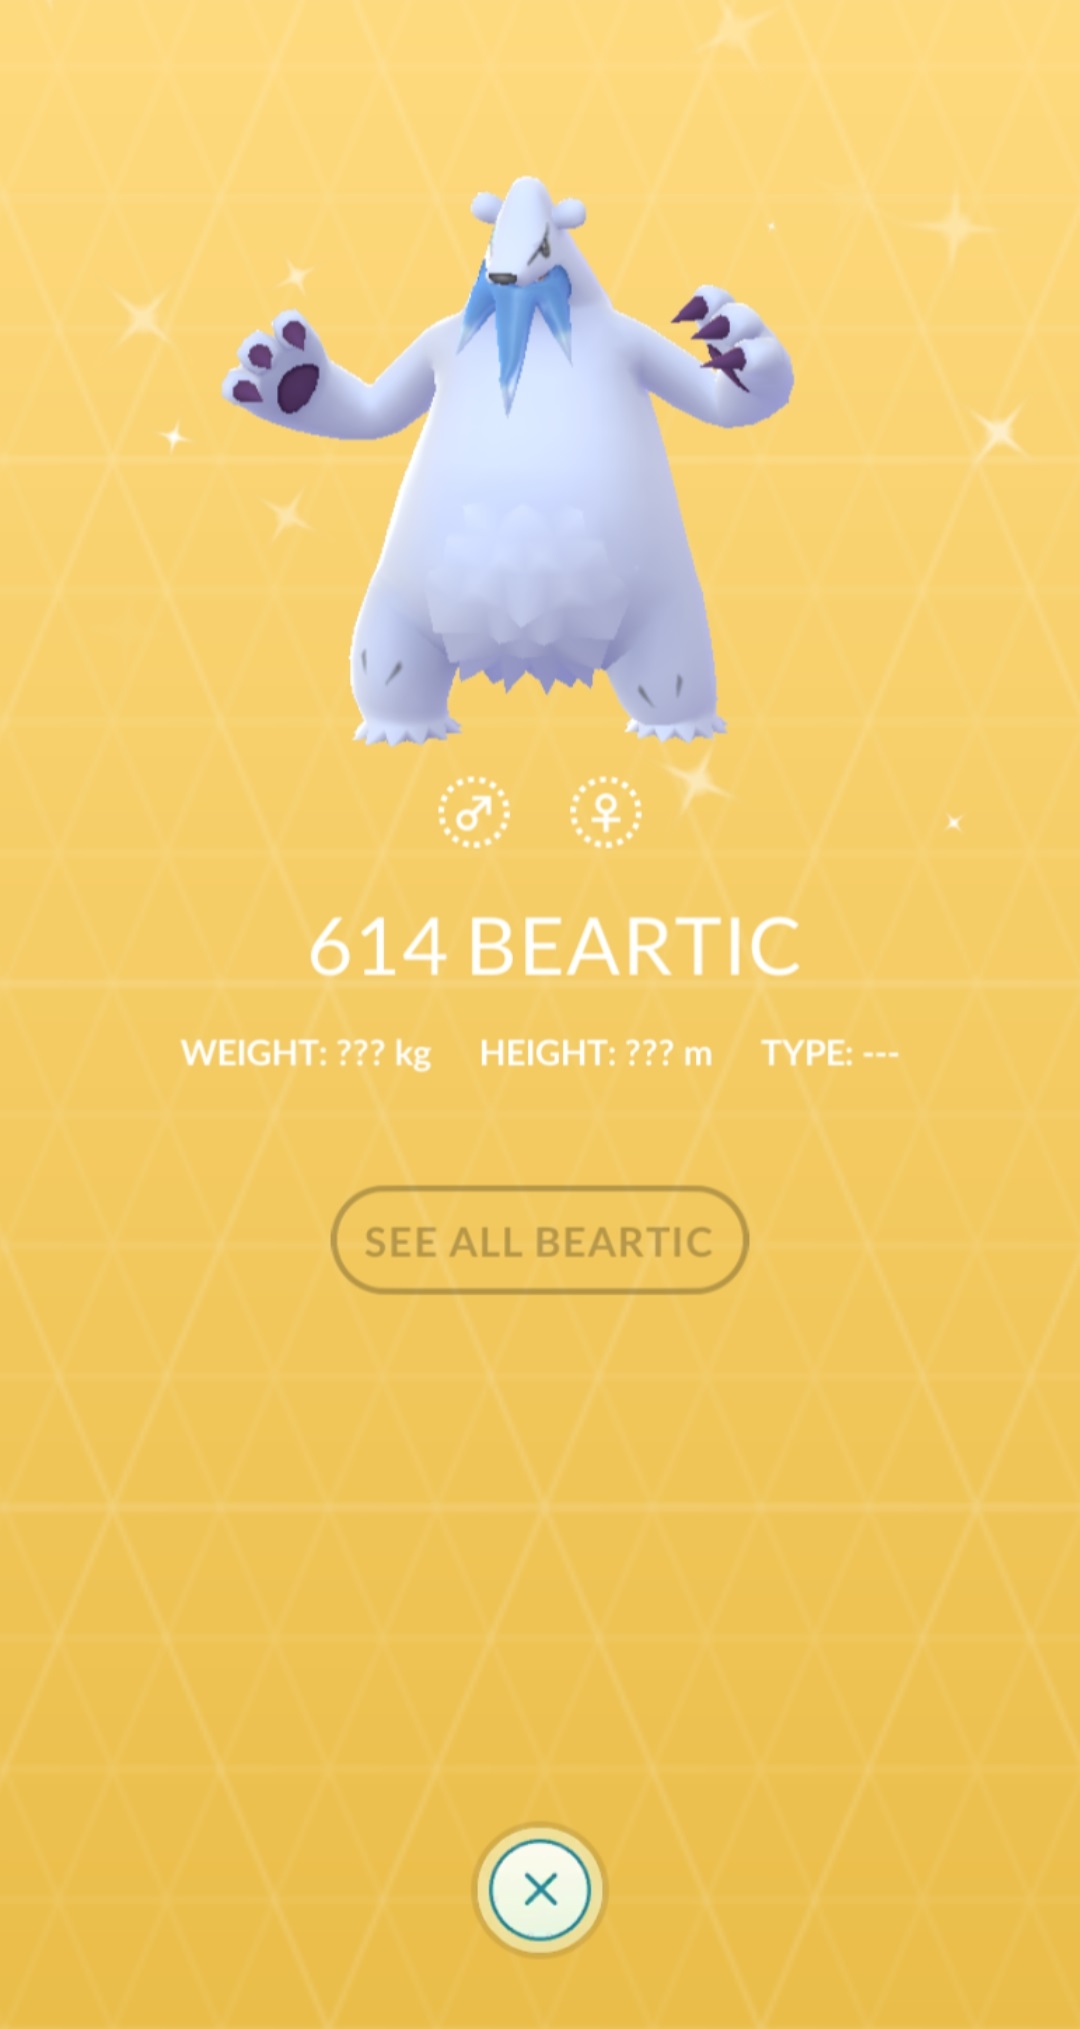 ♂ ♀
614 BEARTIC
WEIGHT: ??? kg HEIGHT: ??? m TYPE: ---
SEE ALL BEARTIC